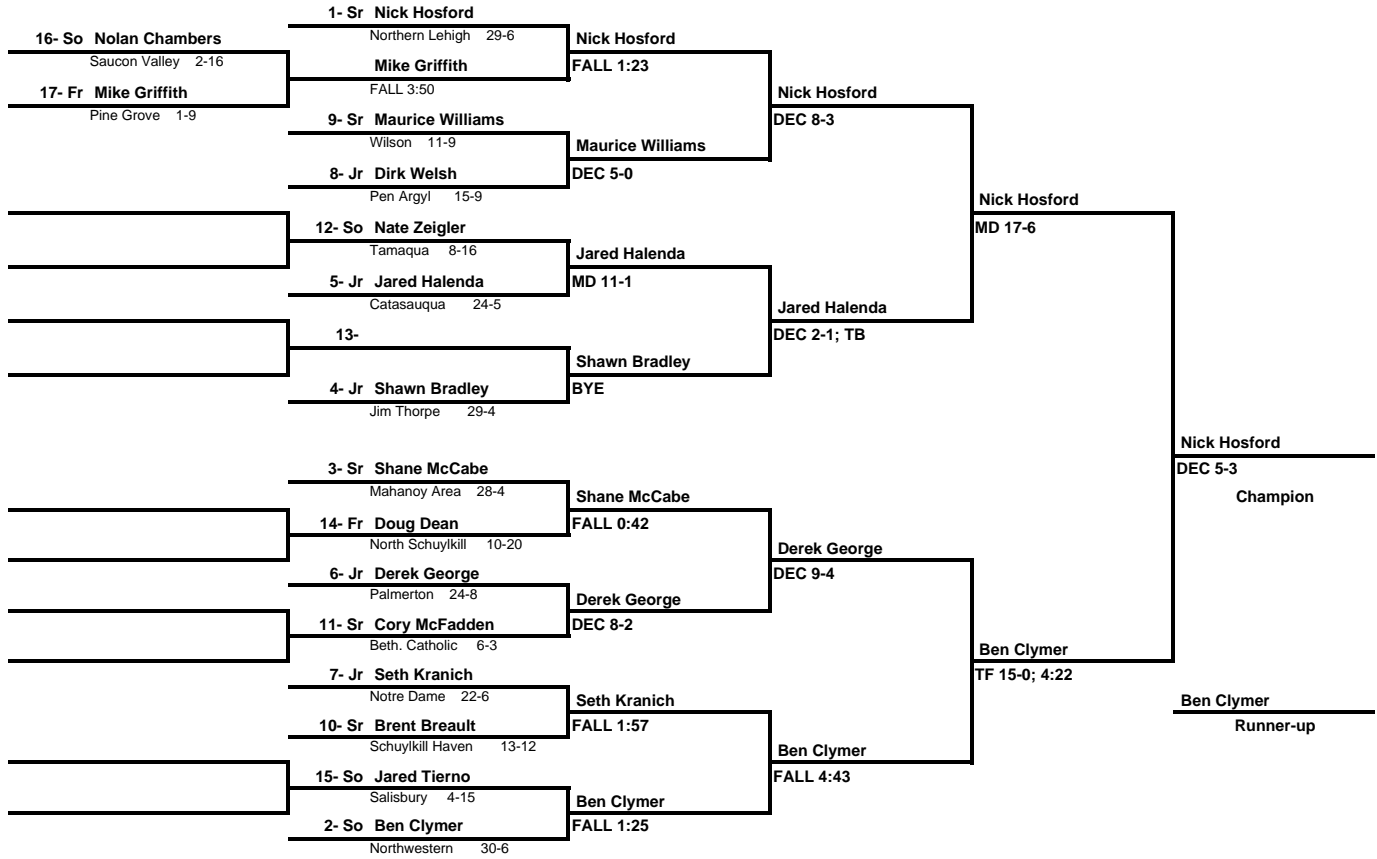 1- Sr Nick Hosford
Northern Lehigh 29-6
16- So Nolan Chambers
Saucon Valley 2-16
Mike Griffith
FALL 3:50
17- Fr Mike Griffith
Pine Grove 1-9
9- Sr Maurice Williams
Wilson 11-9
8- Jr Dirk Welsh
Pen Argyl 15-9
12- So Nate Zeigler
Tamaqua 8-16
5- Jr Jared Halenda
Catasauqua 24-5
13-
4- Jr Shawn Bradley
Jim Thorpe 29-4
3- Sr Shane McCabe
Mahanoy Area 28-4
14- Fr Doug Dean
North Schuylkill 10-20
6- Jr Derek George
Palmerton 24-8
11- Sr Cory McFadden
Beth. Catholic 6-3
7- Jr Seth Kranich
Notre Dame 22-6
10- Sr Brent Breault
Schuylkill Haven 13-12
15- So Jared Tierno
Salisbury 4-15
2- So Ben Clymer
Northwestern 30-6
Nick Hosford
FALL 1:23
Maurice Williams
DEC 5-0
Jared Halenda
MD 11-1
Shawn Bradley
BYE
Shane McCabe
FALL 0:42
Derek George
DEC 8-2
Seth Kranich
FALL 1:57
Ben Clymer
FALL 1:25
Nick Hosford
DEC 8-3
Jared Halenda
DEC 2-1; TB
Derek George
DEC 9-4
Ben Clymer
FALL 4:43
Nick Hosford
MD 17-6
Ben Clymer
TF 15-0; 4:22
Nick Hosford
DEC 5-3
Champion
Ben Clymer
Runner-up